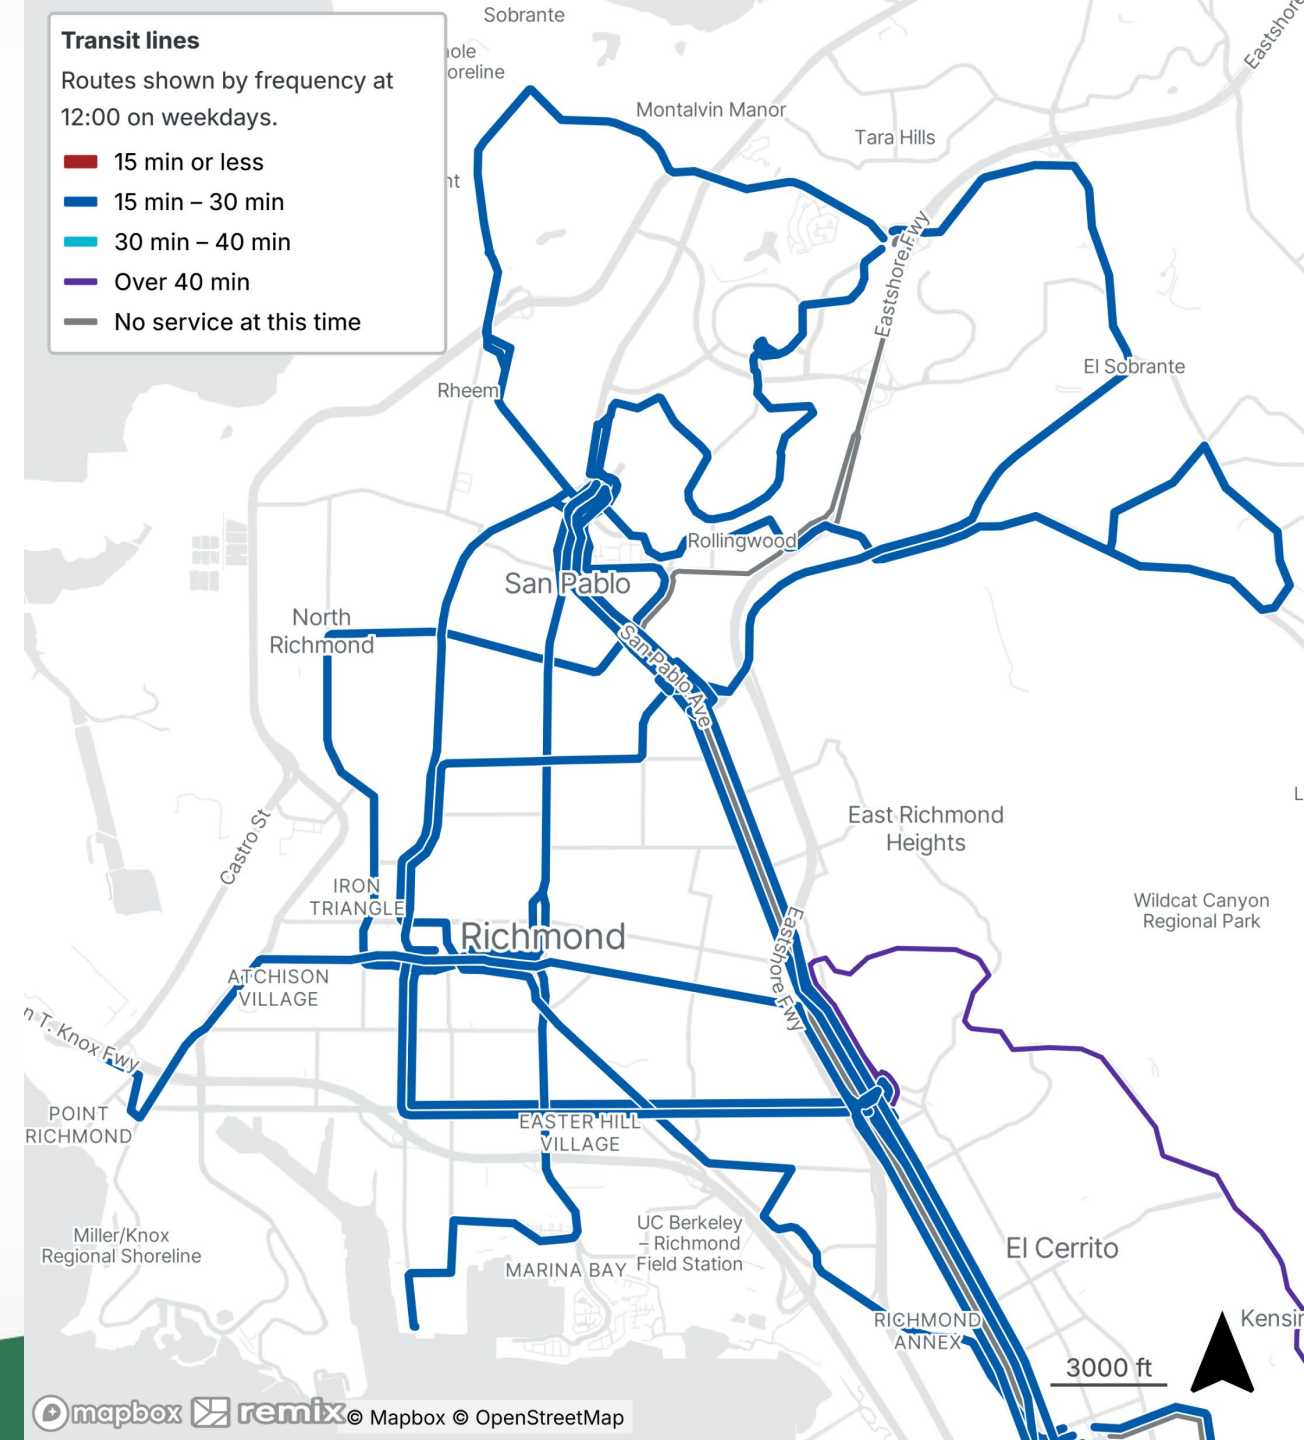 Transit lines
Routes shown by frequency at
12:00 on weekdays.
15 min or less
15 min – 30 min
30 min – 40 min
Over 40 min
No service at this time
Sobrante
Montalvin Manor
Tara Hills
Eastshore Fwy
El Sobrante
Rheem
Rollingwood
San Pablo
North
Richmond
San Pablo Ave
Castro St
East Richmond
Heights
IRON
TRIANGLE
Wildcat Canyon
Regional Park
Richmond
Eastshore Fwy
ATCHISON
VILLAGE
n T. Knox Fwy
POINT
RICHMOND
EASTER HILL
VILLAGE
Miller/Knox
Regional Shoreline
UC Berkeley
– Richmond
Field Station
MARINA BAY
El Cerrito
RICHMOND
ANNEX
3000 ft
mapbox remix © Mapbox © OpenStreetMap